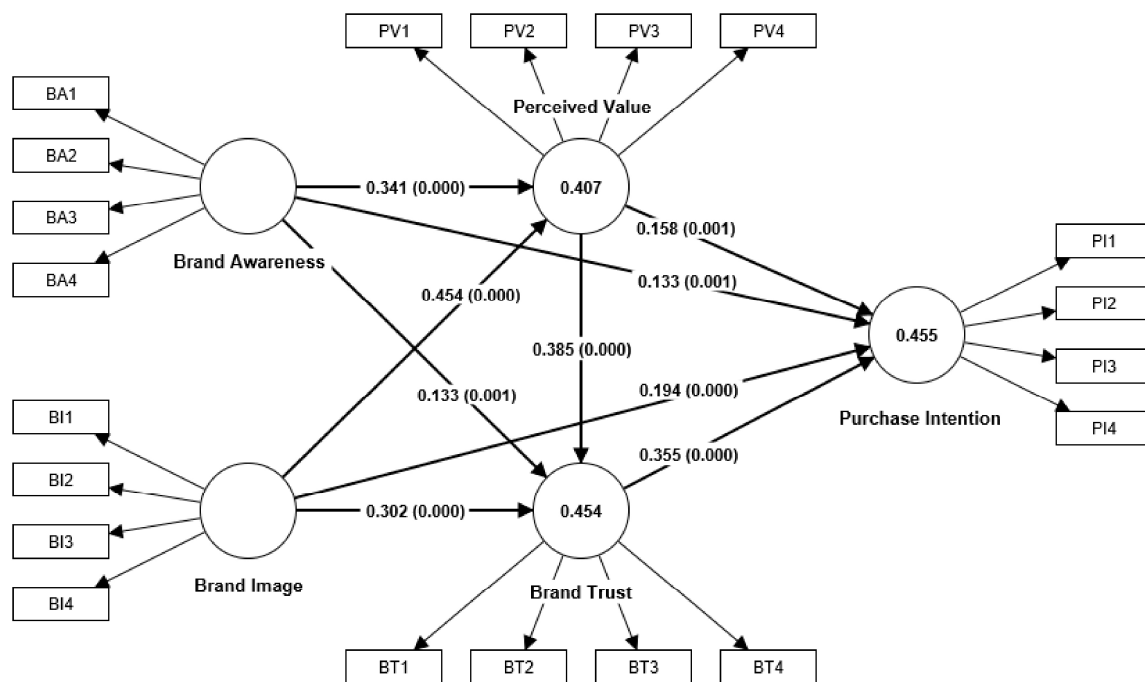 PV1
PV2
PV3
PV4
Perceived Value
BA1
BA2
BA3
BA4
Brand Awareness
0.341 (0.000)
0.407
0.158 (0.001)
0.133 (0.001)
0.454 (0.000)
0.385 (0.000)
0.133 (0.001)
0.194 (0.000)
0.355 (0.000)
0.455
Purchase Intention
PI1
PI2
PI3
PI4
BI1
BI2
BI3
BI4
Brand Image
0.302 (0.000)
0.454
Brand Trust
BT1
BT2
BT3
BT4